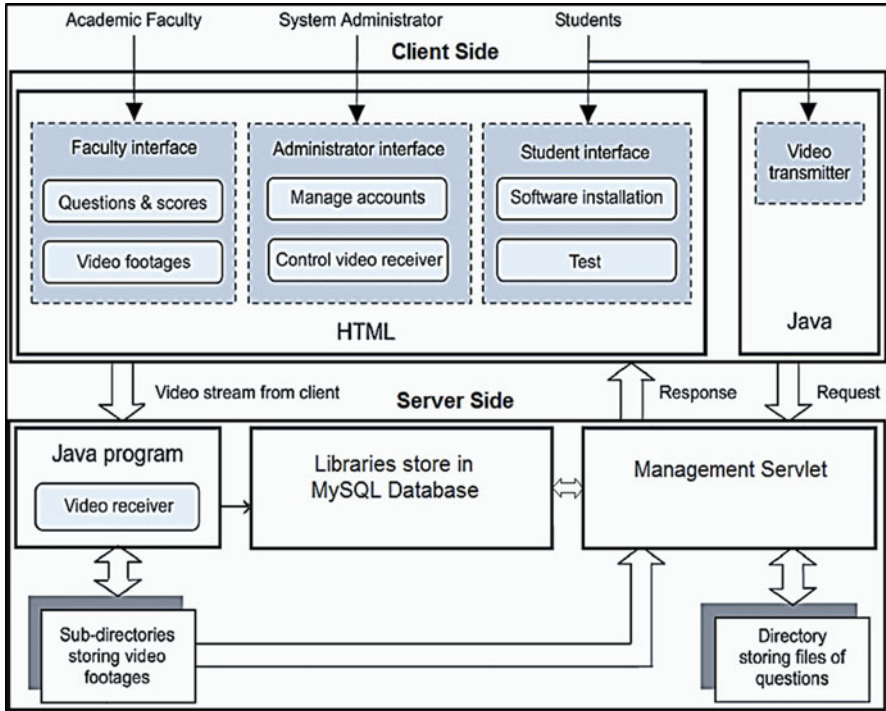 Academic Faculty
System Administrator
Students
Client Side
Faculty interface
Questions & scores
Video footages
Administrator interface
Manage accounts
Control video receiver
Student interface
Software installation
Test
HTML
Video
transmitter
Java
Video stream from client
Response
Request
Server Side
Java program
Video receiver
Libraries store in
MySQL Database
Management Servlet
Sub-directories
storing video
footages
Directory
storing files of
questions